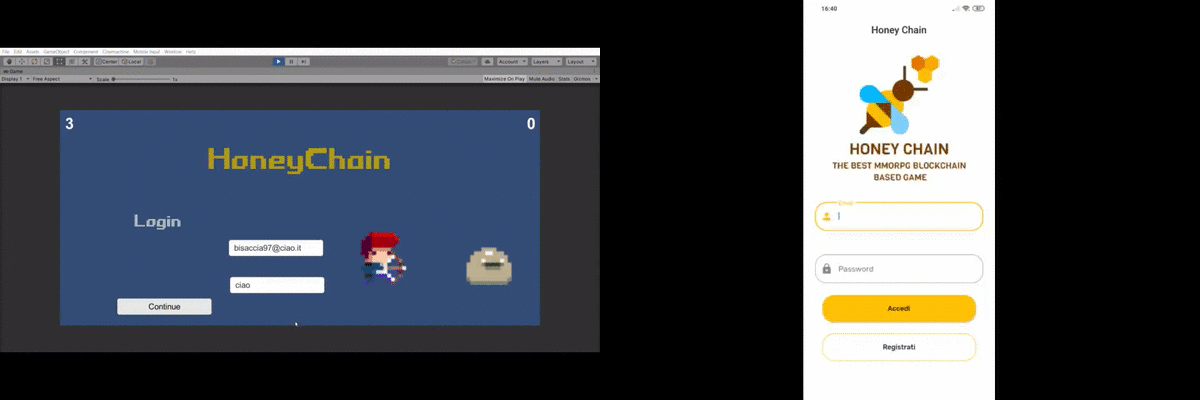 File Edit Assets GameObject Component Cinemachine Mobile Input Window Help
Center Local
Account Layers Layout
Game
Display 1 Free Aspect Scale 1x Maximize On Play Mute Audio Stats Gizmos
3 0
HoneyChain
Login
bisaccia97@ciao.it
ciao
Continue
16:40
Honey Chain
HONEY CHAIN
THE BEST MMORPG BLOCKCHAIN
BASED GAME
Email
Password
Accedi
Registrati